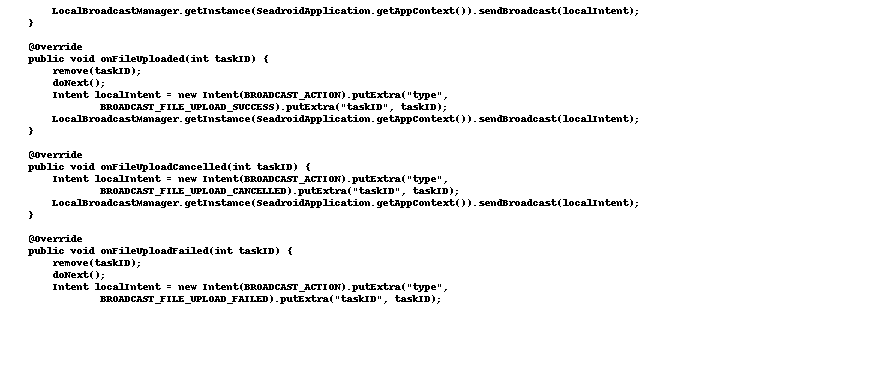 LocalBroadcastManager.getInstance(SeadroidApplication.getAppContext()).sendBroadcast(localIntent);
}
@Override
public void onFileUploaded(int taskID) {
remove(taskID);
doNext();
Intent localIntent = new Intent(BROADCAST_ACTION).putExtra("type",
BROADCAST_FILE_UPLOAD_SUCCESS).putExtra("taskID", taskID);
LocalBroadcastManager.getInstance(SeadroidApplication.getAppContext()).sendBroadcast(localIntent);
}
@Override
public void onFileUploadCancelled(int taskID) {
Intent localIntent = new Intent(BROADCAST_ACTION).putExtra("type",
BROADCAST_FILE_UPLOAD_CANCELLED).putExtra("taskID", taskID);
LocalBroadcastManager.getInstance(SeadroidApplication.getAppContext()).sendBroadcast(localIntent);
}
@Override
public void onFileUploadFailed(int taskID) {
remove(taskID);
doNext();
Intent localIntent = new Intent(BROADCAST_ACTION).putExtra("type",
BROADCAST_FILE_UPLOAD_FAILED).putExtra("taskID", taskID);